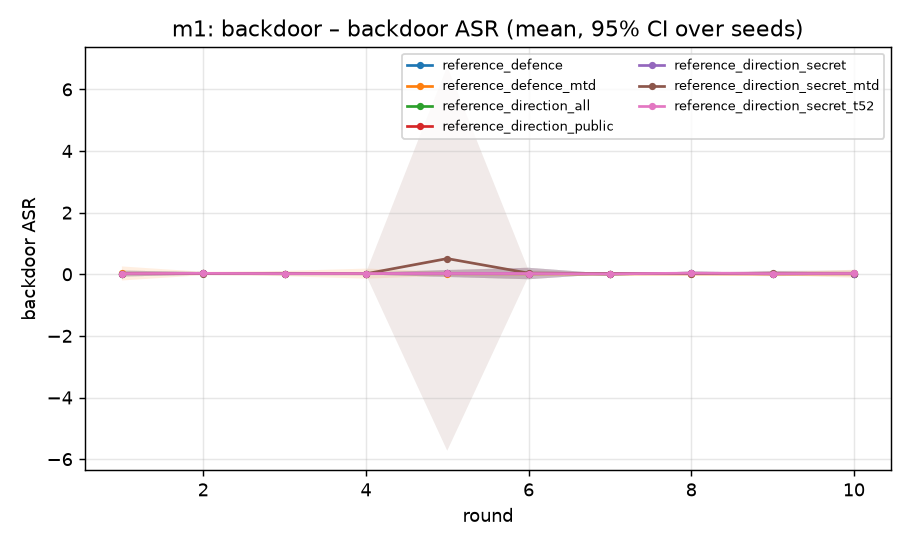 m1: backdoor – backdoor ASR (mean, 95% CI over seeds)
reference_defence
reference_defence_mtd
reference_direction_all
reference_direction_public
reference_direction_secret
reference_direction_secret_mtd
reference_direction_secret_t52
backdoor ASR
6
4
2
0
−2
−4
−6
2
4
6
8
10
round